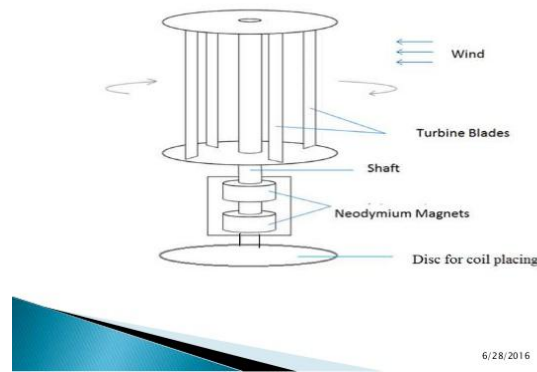 Wind
Turbine Blades
Shaft
Neodymium Magnets
Disc for coil placing
6/28/2016